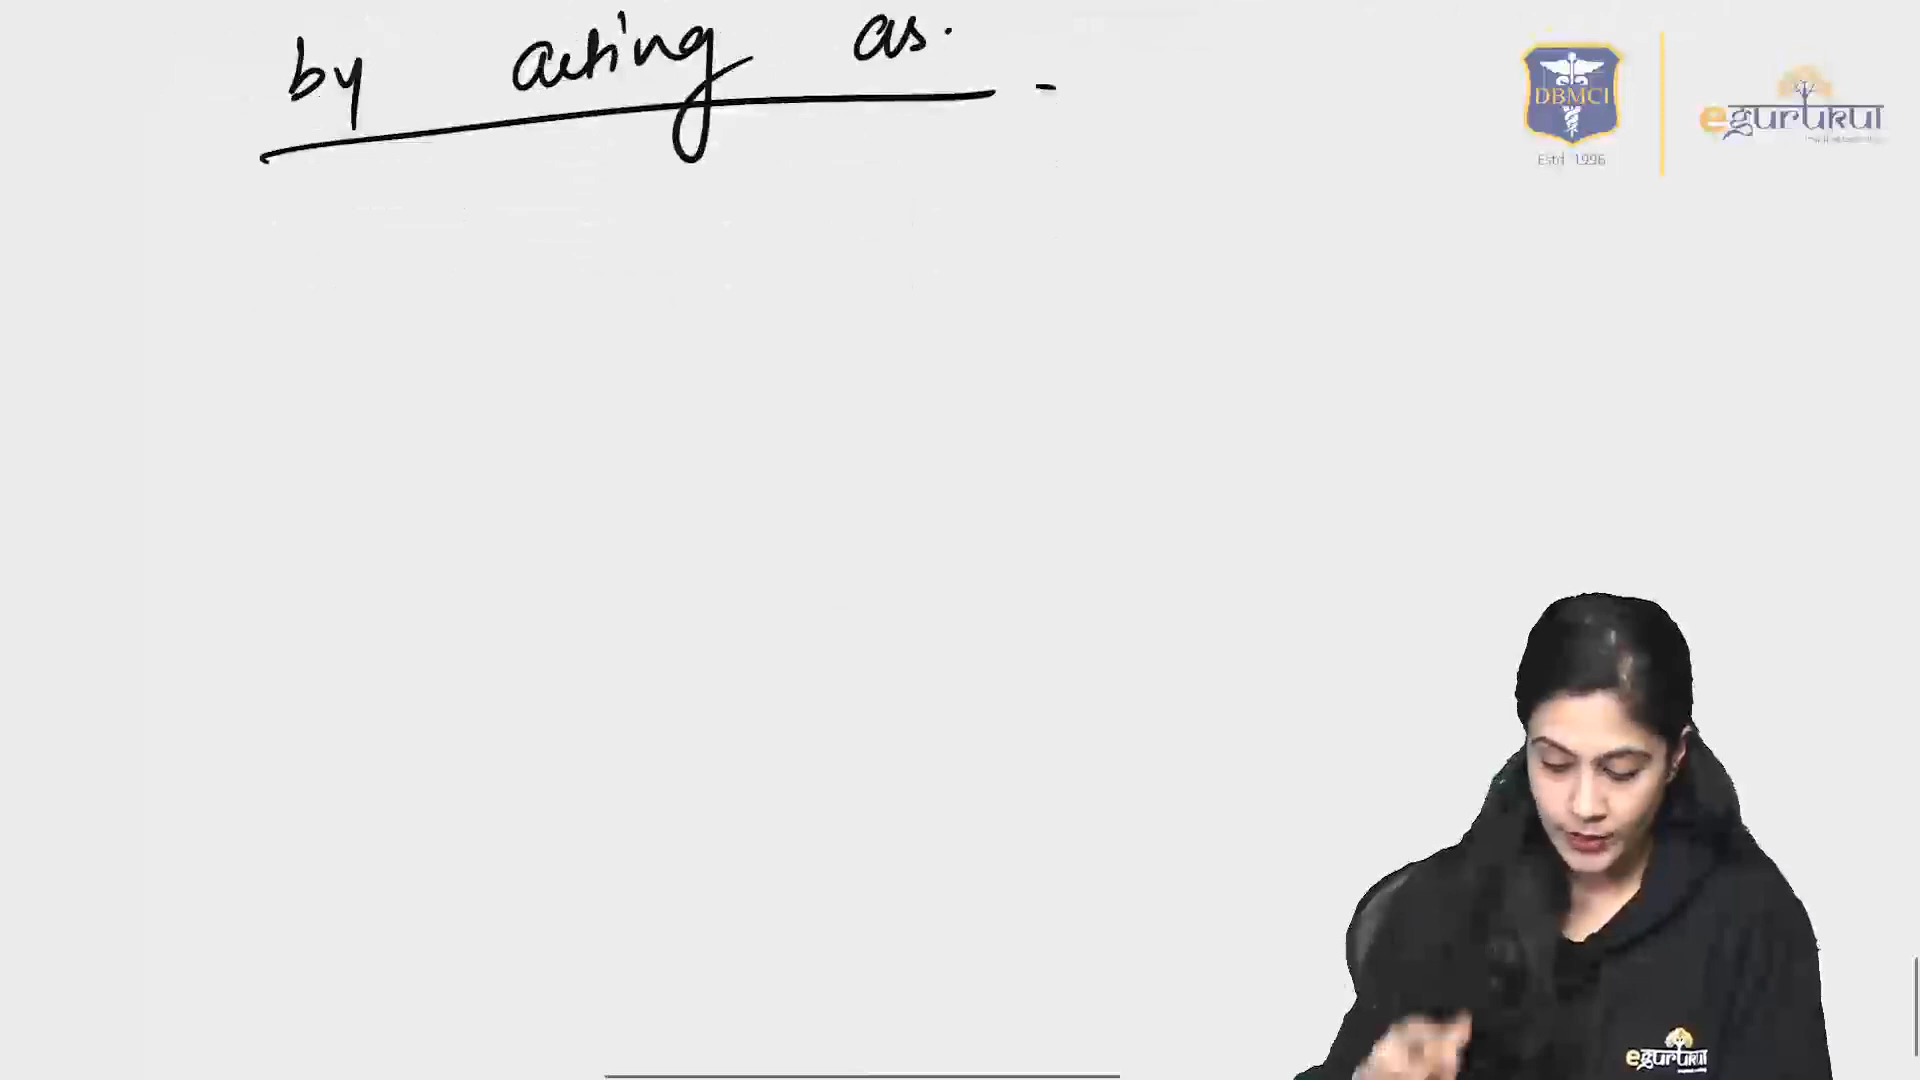 by acting as.
DBMCI
Estd 1996
egurukul
egurukul